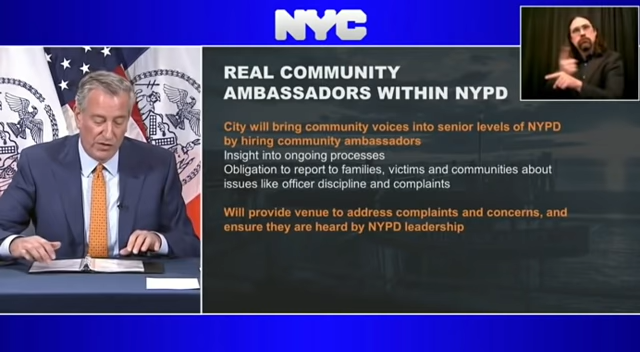 NYC
REAL COMMUNITY
AMBASSADORS WITHIN NYPD
City will bring community voices into senior levels of NYPD
by hiring community ambassadors
Insight into ongoing processes
Obligation to report to families, victims and communities about
issues like officer discipline and complaints
Will provide venue to address complaints and concerns, and
ensure they are heard by NYPD leadership